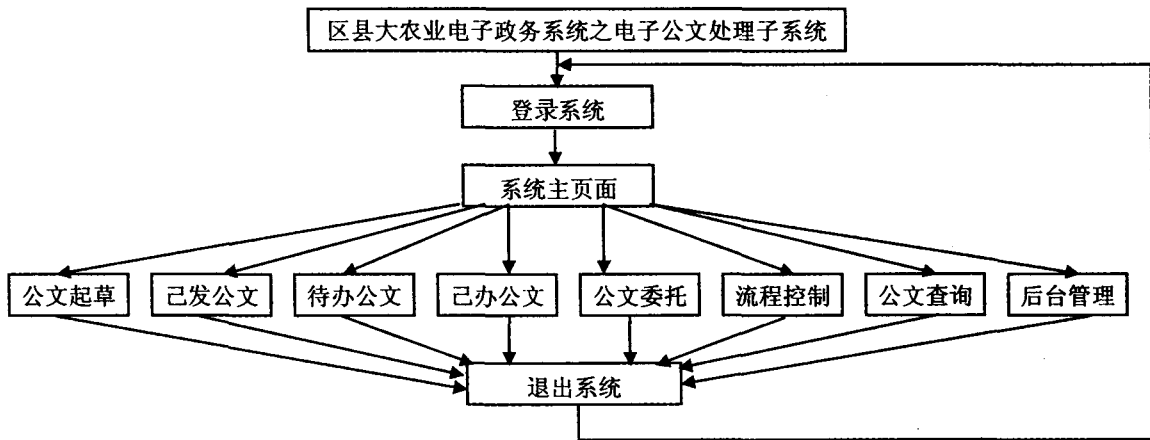 区县大农业电子政务系统之电子公文处理子系统
登录系统
系统主页面
公文起草
已发公文
待办公文
已办公文
公文委托
流程控制
公文查询
后台管理
退出系统